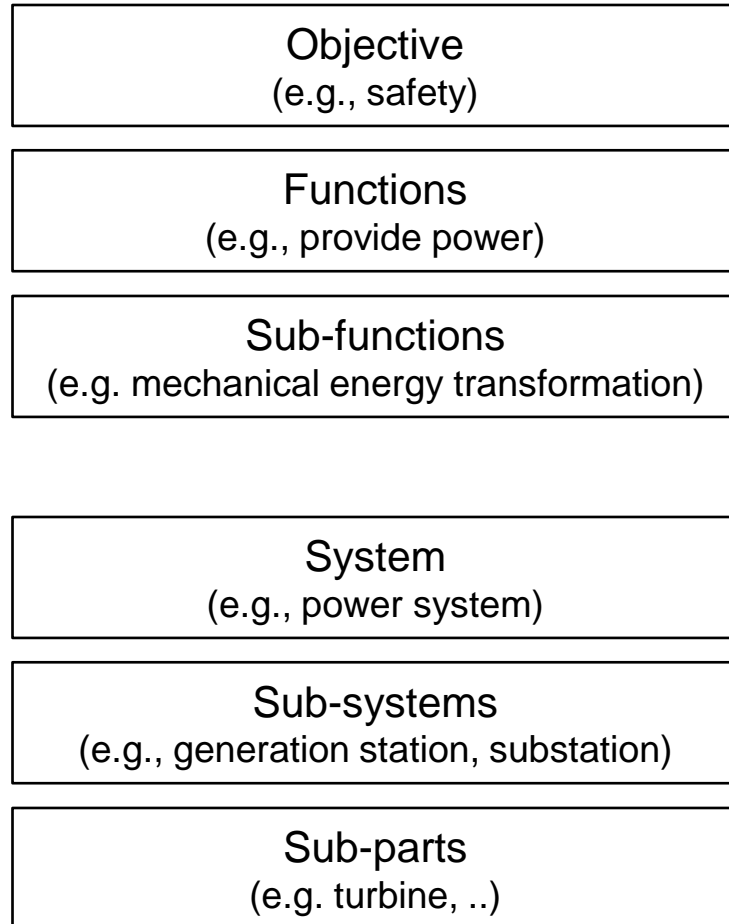 Objective
(e.g., safety)
Functions
(e.g., provide power)
Sub-functions
(e.g. mechanical energy transformation)
System
(e.g., power system)
Sub-systems
(e.g., generation station, substation)
Sub-parts
(e.g. turbine, ..)